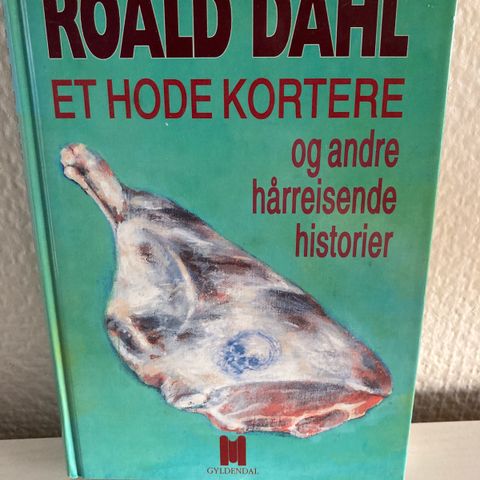 ROALD DAHL
ET HODE KORTERE
og andre
hårreisende
historier
GYLDENDAL